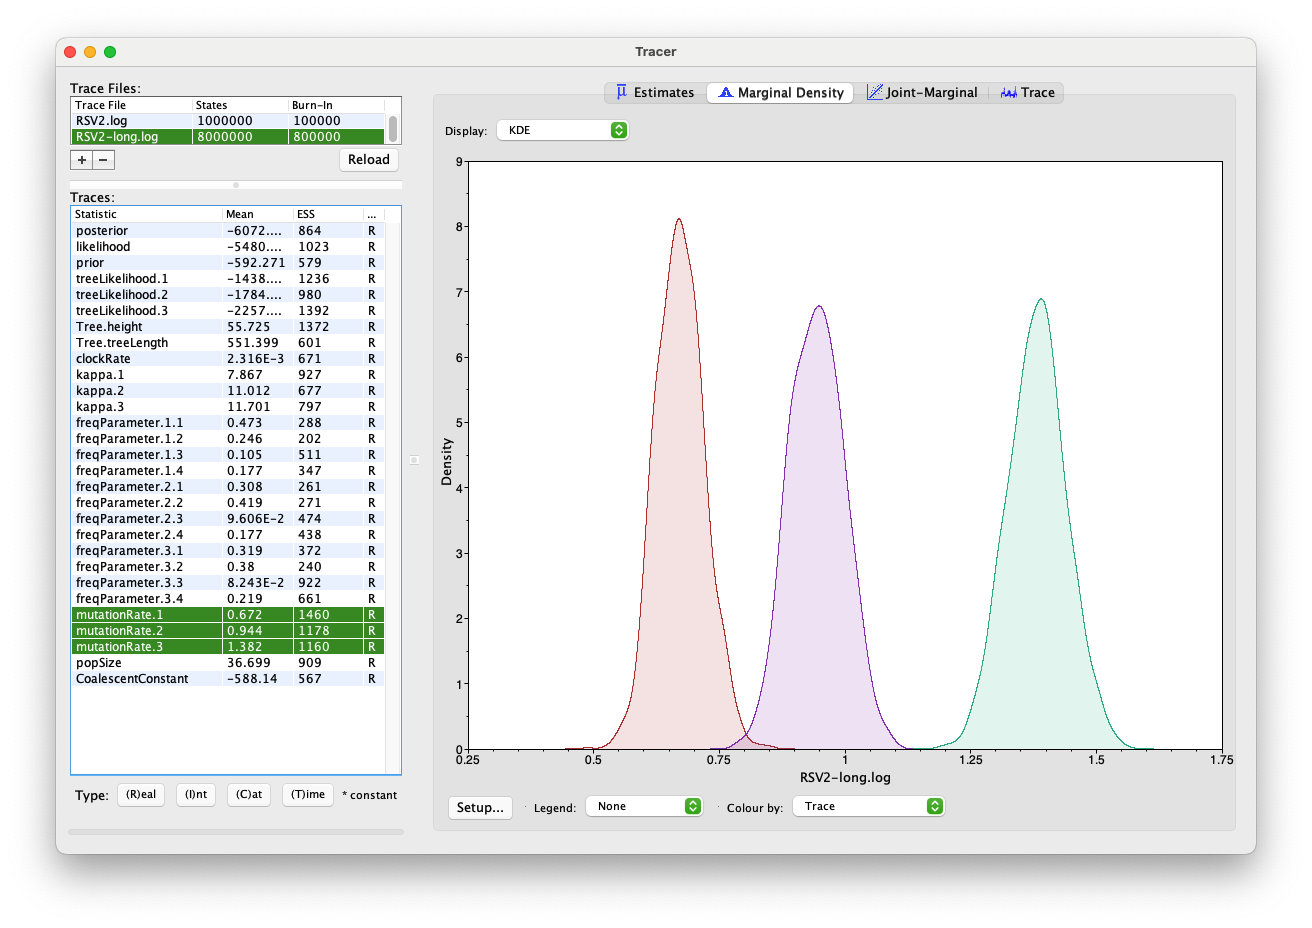 Tracer
Trace Files:
Trace File States Burn-In
RSV2.log 1000000 100000
RSV2-long.log 8000000 800000
+ − Reload
Traces:
Statistic Mean ESS ...
posterior −6072.... 864 R
likelihood −5480.... 1023 R
prior −592.271 579 R
treeLikelihood.1 −1438.... 1236 R
treeLikelihood.2 −1784.... 980 R
treeLikelihood.3 −2257.... 1392 R
Tree.height 55.725 1372 R
Tree.treeLength 551.399 601 R
clockRate 2.316E-3 671 R
kappa.1 7.867 927 R
kappa.2 11.012 677 R
kappa.3 11.701 797 R
freqParameter.1.1 0.473 288 R
freqParameter.1.2 0.246 202 R
freqParameter.1.3 0.105 511 R
freqParameter.1.4 0.177 347 R
freqParameter.2.1 0.308 261 R
freqParameter.2.2 0.419 271 R
freqParameter.2.3 9.606E-2 474 R
freqParameter.2.4 0.177 438 R
freqParameter.3.1 0.319 372 R
freqParameter.3.2 0.38 240 R
freqParameter.3.3 8.243E-2 922 R
freqParameter.3.4 0.219 661 R
mutationRate.1 0.672 1460 R
mutationRate.2 0.944 1178 R
mutationRate.3 1.382 1160 R
popSize 36.699 909 R
CoalescentConstant −588.14 567 R
Type: (R)eal (I)nt (C)at (T)ime * constant
μ Estimates Marginal Density Joint-Marginal Trace
Display: KDE
9
8
7
6
5
4
3
2
1
0
Density
0.25 0.5 0.75 1 1.25 1.5 1.75
RSV2-long.log
Setup... Legend: None Colour by: Trace